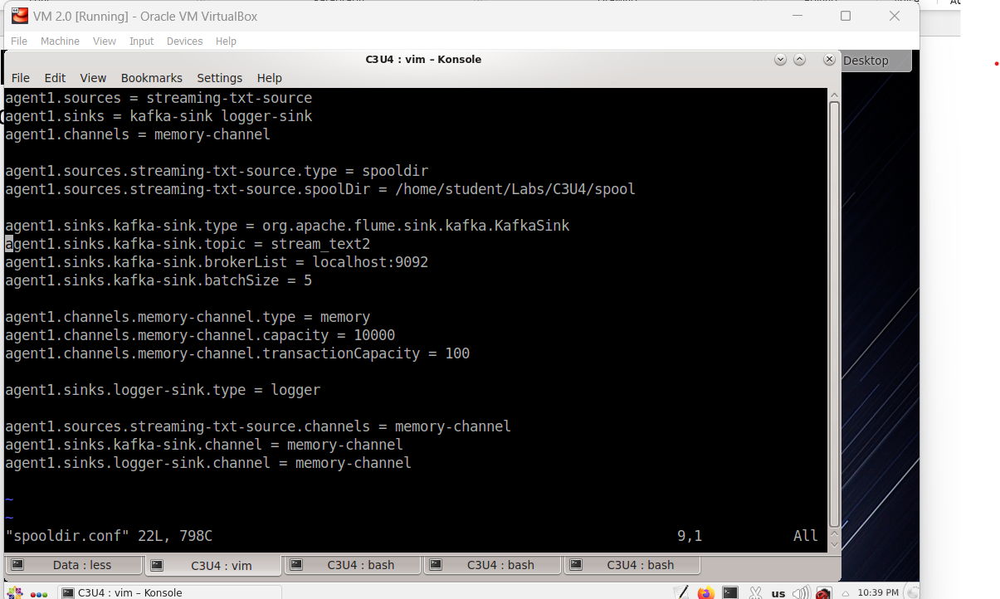 VM 2.0 [Running] - Oracle VM VirtualBox
File Machine View Input Devices Help
C3U4 : vim – Konsole
Desktop
File Edit View Bookmarks Settings Help
agent1.sources = streaming-txt-source
agent1.sinks = kafka-sink logger-sink
agent1.channels = memory-channel
agent1.sources.streaming-txt-source.type = spooldir
agent1.sources.streaming-txt-source.spoolDir = /home/student/Labs/C3U4/spool
agent1.sinks.kafka-sink.type = org.apache.flume.sink.kafka.KafkaSink
agent1.sinks.kafka-sink.topic = stream_text2
agent1.sinks.kafka-sink.brokerList = localhost:9092
agent1.sinks.kafka-sink.batchSize = 5
agent1.channels.memory-channel.type = memory
agent1.channels.memory-channel.capacity = 10000
agent1.channels.memory-channel.transactionCapacity = 100
agent1.sinks.logger-sink.type = logger
agent1.sources.streaming-txt-source.channels = memory-channel
agent1.sinks.kafka-sink.channel = memory-channel
agent1.sinks.logger-sink.channel = memory-channel
~
~
"spooldir.conf" 22L, 798C 9,1 All
Data : less C3U4 : vim C3U4 : bash C3U4 : bash C3U4 : bash
C3U4 : vim – Konsole us 10:39 PM